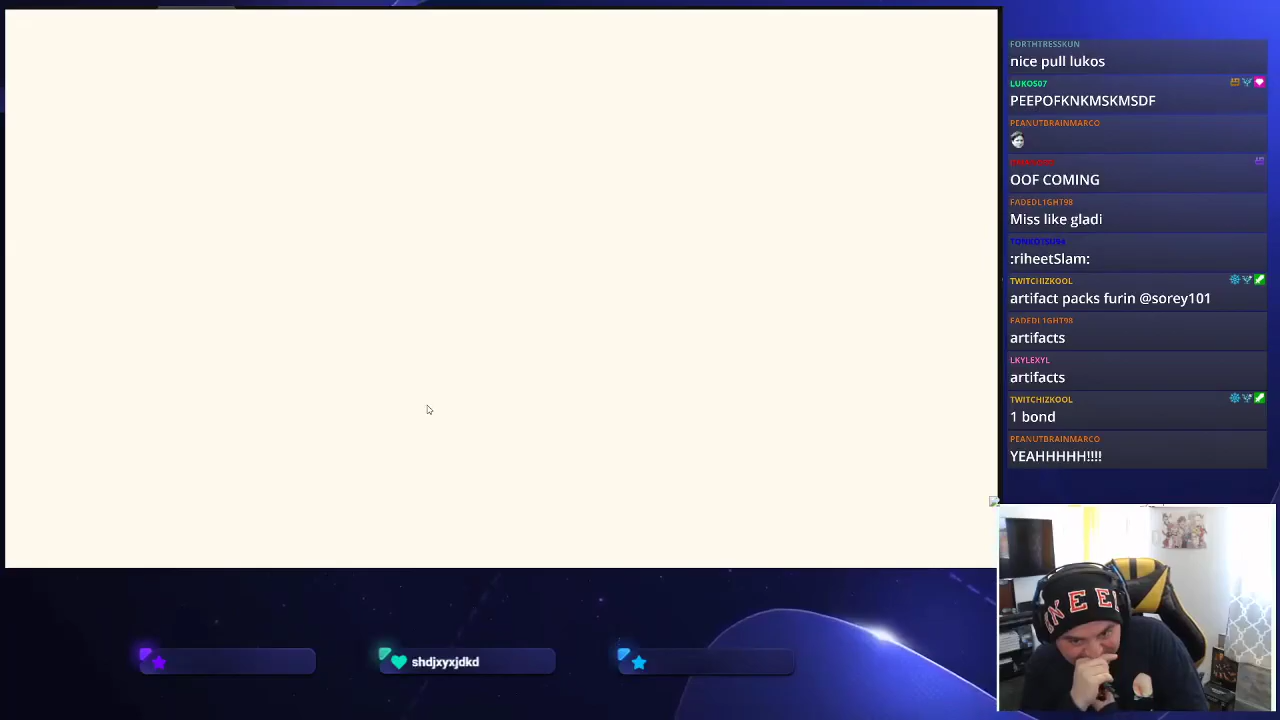 FORTHTRESSKUN
nice pull lukos
LUKOS07
PEEPOFKNKMSKMSDF
PEANUTBRAINMARCO
OOF COMING
FADEDL1GHT98
Miss like gladi
TONKOTSU94
:riheetSlam:
TWITCHIZKOOL
artifact packs furin @sorey101
FADEDL1GHT98
artifacts
LKYLEXYL
artifacts
TWITCHIZKOOL
1 bond
PEANUTBRAINMARCO
YEAHHHHH!!!!
shdjxyxjdkd